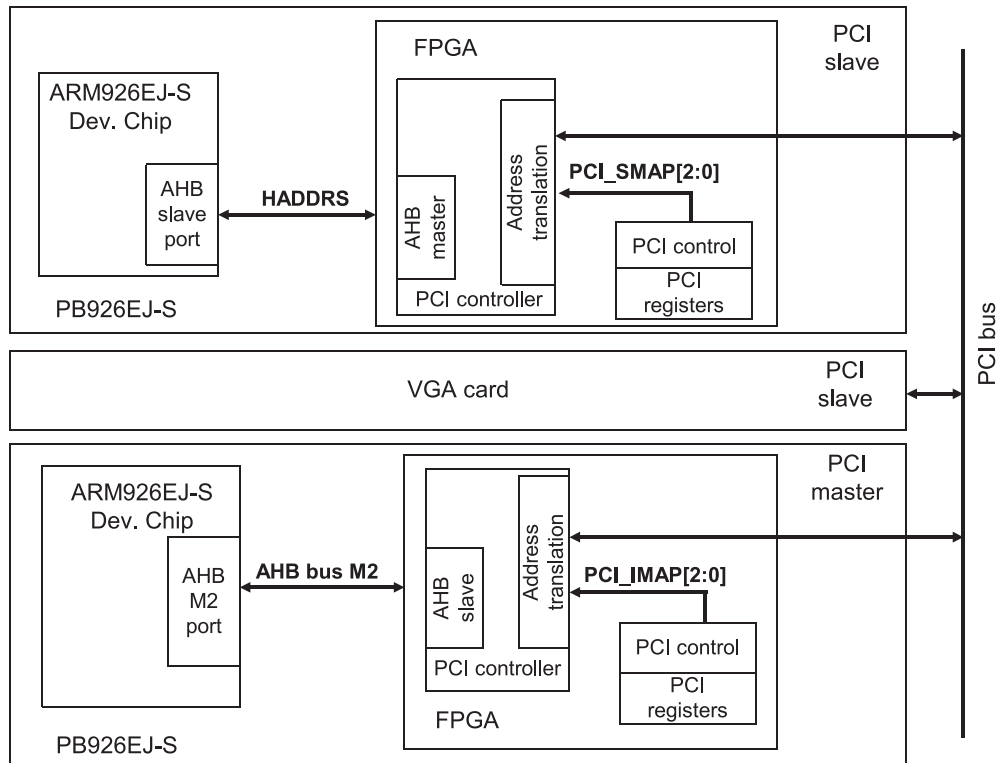 FPGA
PCI
slave
ARM926EJ-S
Dev. Chip
AHB
slave
port
HADDRS
AHB
master
Address
translation
PCI_SMAP[2:0]
PCI control
PCI
registers
PCI controller
PB926EJ-S
PCI bus
VGA card
PCI
slave
PCI
master
ARM926EJ-S
Dev. Chip
AHB
M2
port
AHB bus M2
AHB
slave
Address
translation
PCI_IMAP[2:0]
PCI control
PCI
registers
PCI controller
FPGA
PB926EJ-S